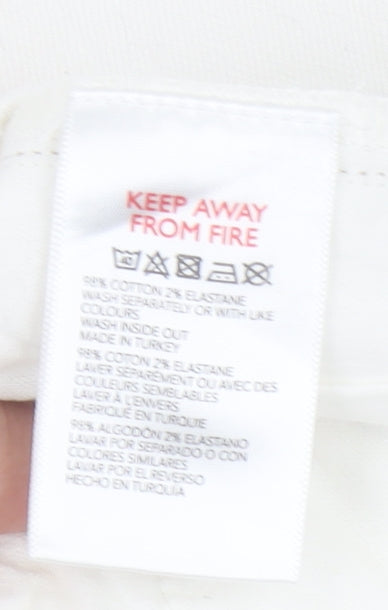 KEEP AWAY
FROM FIRE
40
98% COTTON 2% ELASTANE
WASH SEPARATELY OR WITH LIKE
COLOURS
WASH INSIDE OUT
MADE IN TURKEY
98% COTON 2% ELASTANE
LAVER SÉPARÉMENT OU AVEC DES
COULEURS SEMBLABLES
LAVER À L'ENVERS
FABRIQUÉ EN TURQUIE
98% ALGODÓN 2% ELASTANO
LAVAR POR SEPARADO O CON
COLORES SIMILARES
LAVAR POR EL REVERSO
HECHO EN TURQUÍA